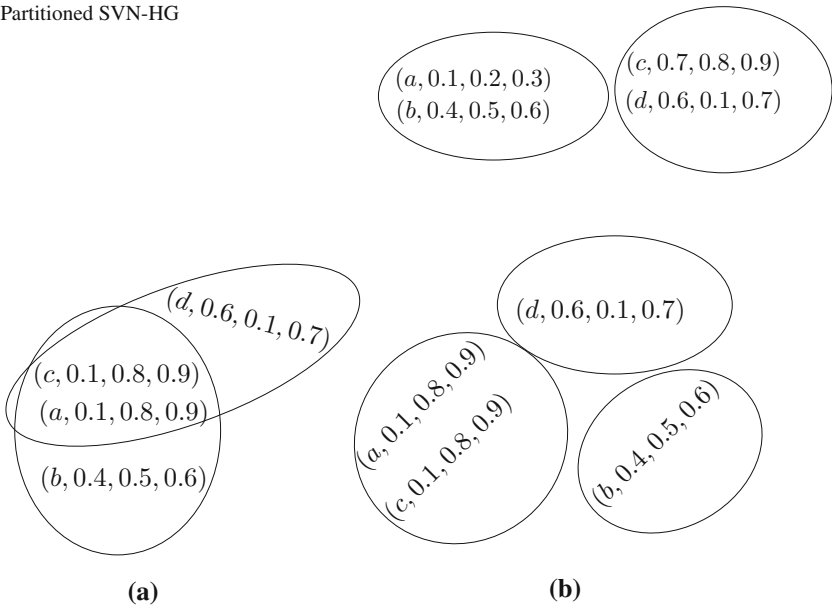 Partitioned SVN-HG
(a, 0.1, 0.2, 0.3)
(b, 0.4, 0.5, 0.6)
(c, 0.7, 0.8, 0.9)
(d, 0.6, 0.1, 0.7)
(d, 0.6, 0.1, 0.7)
(c, 0.1, 0.8, 0.9)
(a, 0.1, 0.8, 0.9)
(b, 0.4, 0.5, 0.6)
(a)
(d, 0.6, 0.1, 0.7)
(a, 0.1, 0.8, 0.9)
(c, 0.1, 0.8, 0.9)
(b, 0.4, 0.5, 0.6)
(b)